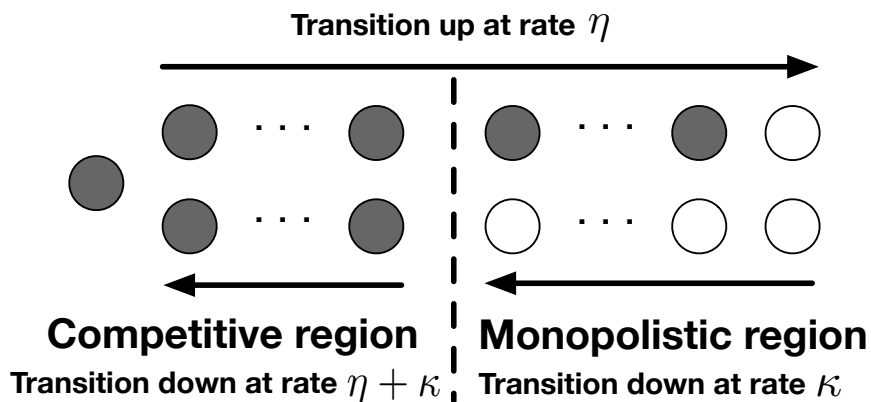 Transition up at rate η
. . . . . .
. . . . . .
Competitive region Monopolistic region
Transition down at rate η + κ Transition down at rate κ